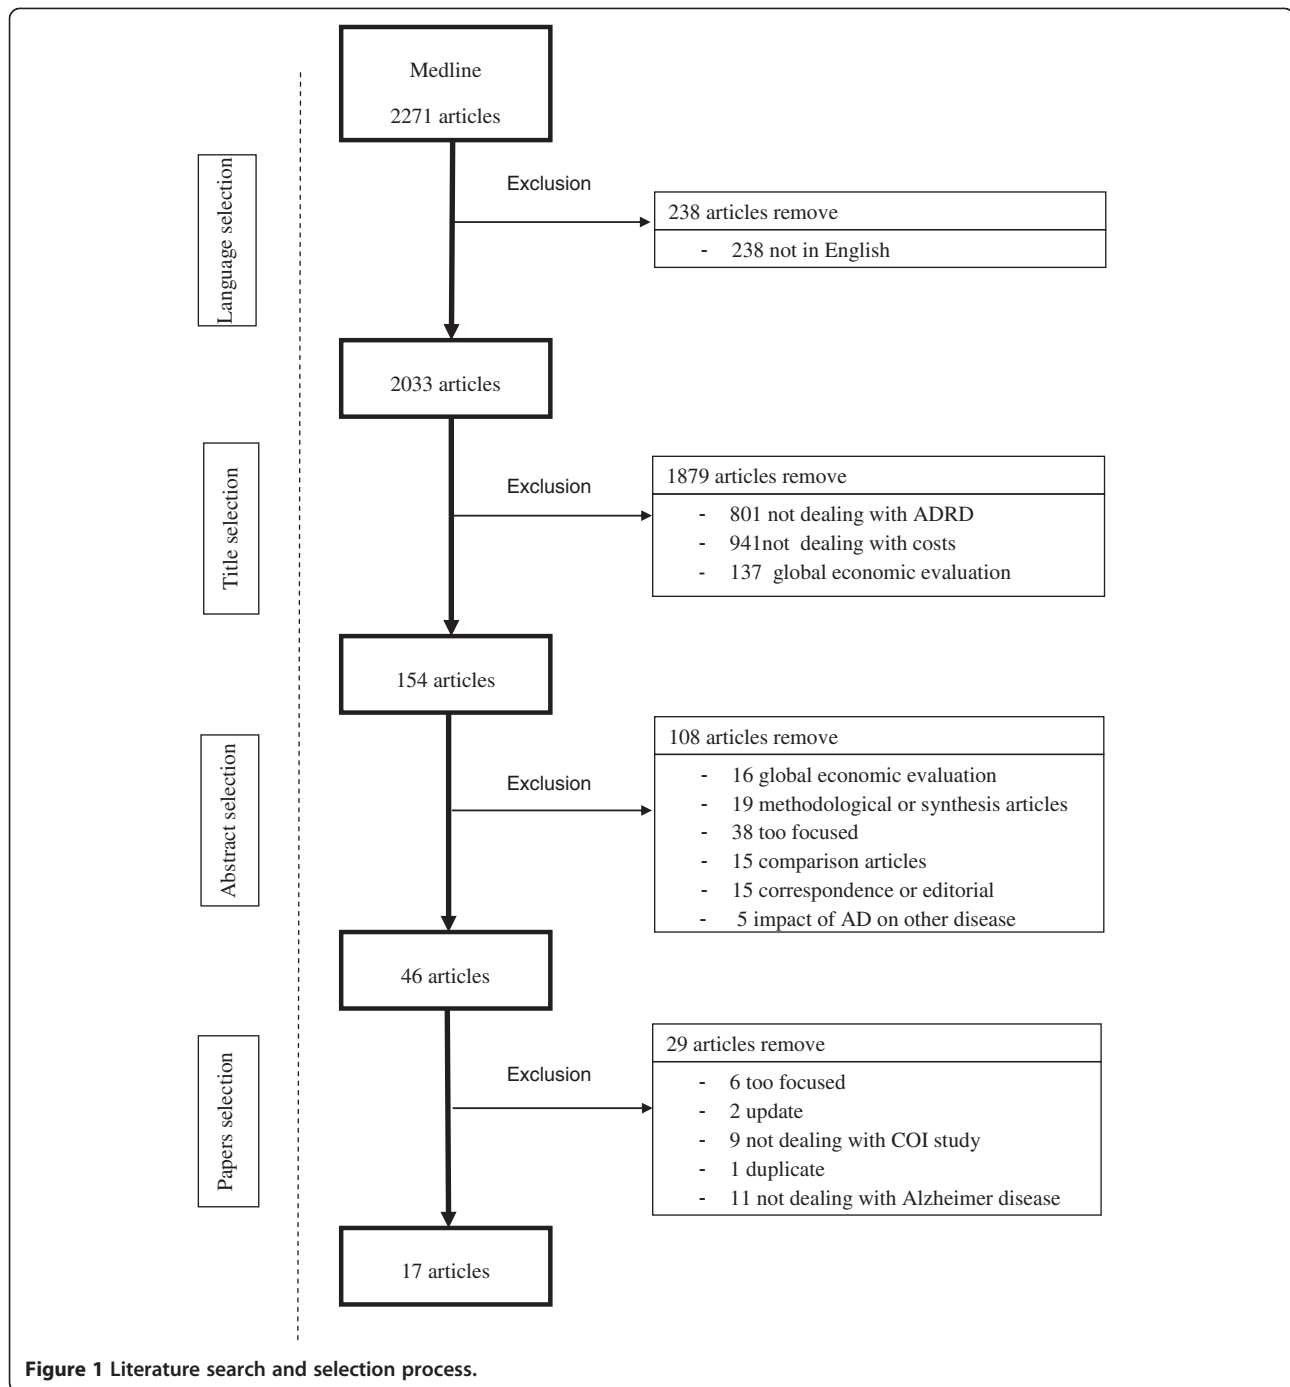 Medline
2271 articles
Language selection
Exclusion
238 articles remove
- 238 not in English
2033 articles
Title selection
Exclusion
1879 articles remove
- 801 not dealing with ADRD
- 941not dealing with costs
- 137 global economic evaluation
154 articles
Abstract selection
Exclusion
108 articles remove
- 16 global economic evaluation
- 19 methodological or synthesis articles
- 38 too focused
- 15 comparison articles
- 15 correspondence or editorial
- 5 impact of AD on other disease
46 articles
Papers selection
Exclusion
29 articles remove
- 6 too focused
- 2 update
- 9 not dealing with COI study
- 1 duplicate
- 11 not dealing with Alzheimer disease
17 articles
Figure 1 Literature search and selection process.